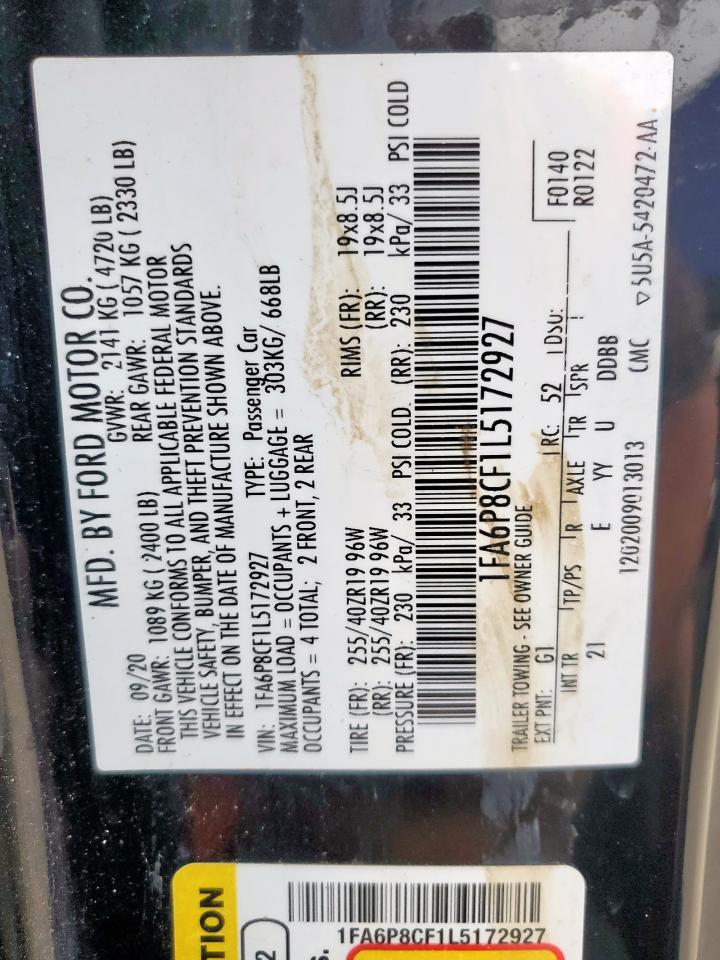 MFD. BY FORD MOTOR CO.
DATE: 09/20 GVWR: 2141 KG ( 4720 LB)
FRONT GAWR: 1089 KG ( 2400 LB) REAR GAWR: 1057 KG ( 2330 LB)
THIS VEHICLE CONFORMS TO ALL APPLICABLE FEDERAL MOTOR
VEHICLE SAFETY, BUMPER, AND THEFT PREVENTION STANDARDS
IN EFFECT ON THE DATE OF MANUFACTURE SHOWN ABOVE.
VIN: 1FA6P8CF1L5172927 TYPE: Passenger Car
MAXIMUM LOAD = OCCUPANTS + LUGGAGE = 303KG/ 668LB
OCCUPANTS = 4 TOTAL; 2 FRONT, 2 REAR
TIRE (FR): 255/40ZR19 96W RIMS (FR): 19x8.5J
(RR): 255/40ZR19 96W (RR): 19x8.5J
PRESSURE (FR): 230 kPa/ 33 PSI COLD (RR): 230 kPa/ 33 PSI COLD
1FA6P8CF1L5172927
TRAILER TOWING - SEE OWNER GUIDE
EXT PNT: G1 RC: 52 DSO: F0140
R0122
INT TR TP/PS R AXLE TR SPR
21 E YY U DDBB
1202009013013 CMC ▽5U5A-5420472-AA
TION
2
s.
1FA6P8CF1L5172927